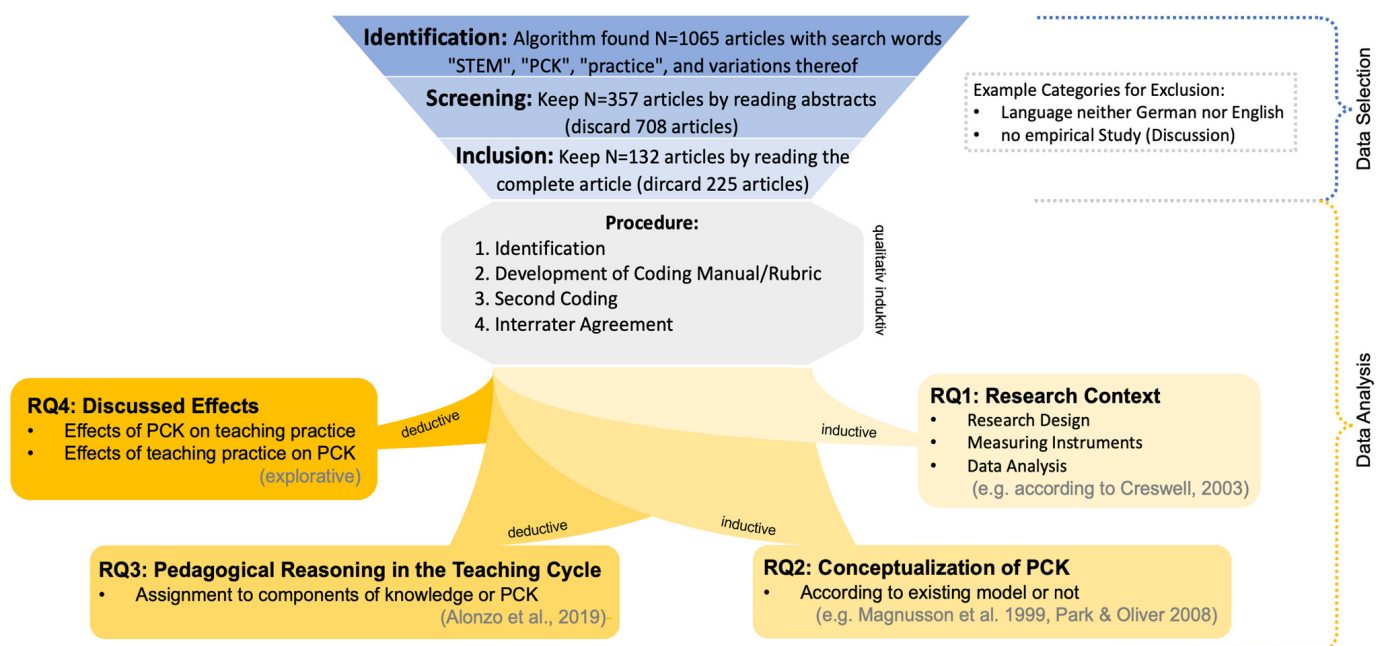 Identification: Algorithm found N=1065 articles with search words
"STEM", "PCK", "practice", and variations thereof
Screening: Keep N=357 articles by reading abstracts
(discard 708 articles)
Inclusion: Keep N=132 articles by reading the
complete article (dircard 225 articles)
Example Categories for Exclusion:
• Language neither German nor English
• no empirical Study (Discussion)
Data Selection
Procedure:
1. Identification
2. Development of Coding Manual/Rubric
3. Second Coding
4. Interrater Agreement
qualitativ induktiv
Data Analysis
RQ4: Discussed Effects
• Effects of PCK on teaching practice
• Effects of teaching practice on PCK
(explorative)
deductive
inductive
RQ1: Research Context
• Research Design
• Measuring Instruments
• Data Analysis
(e.g. according to Creswell, 2003)
deductive
inductive
RQ3: Pedagogical Reasoning in the Teaching Cycle
• Assignment to components of knowledge or PCK
(Alonzo et al., 2019)
RQ2: Conceptualization of PCK
• According to existing model or not
(e.g. Magnusson et al. 1999, Park & Oliver 2008)